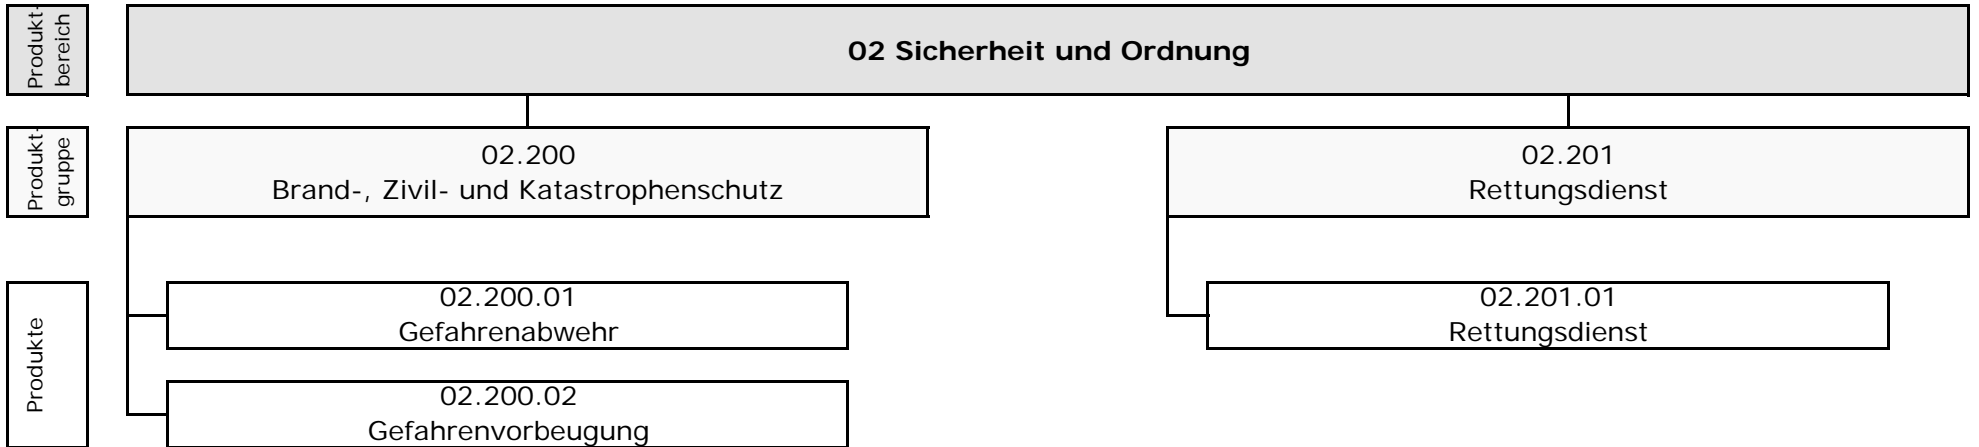 Produkt-
bereich
02 Sicherheit und Ordnung
Produkt-
gruppe
02.200
Brand-, Zivil- und Katastrophenschutz
02.201
Rettungsdienst
Produkte
02.200.01
Gefahrenabwehr
02.201.01
Rettungsdienst
02.200.02
Gefahrenvorbeugung